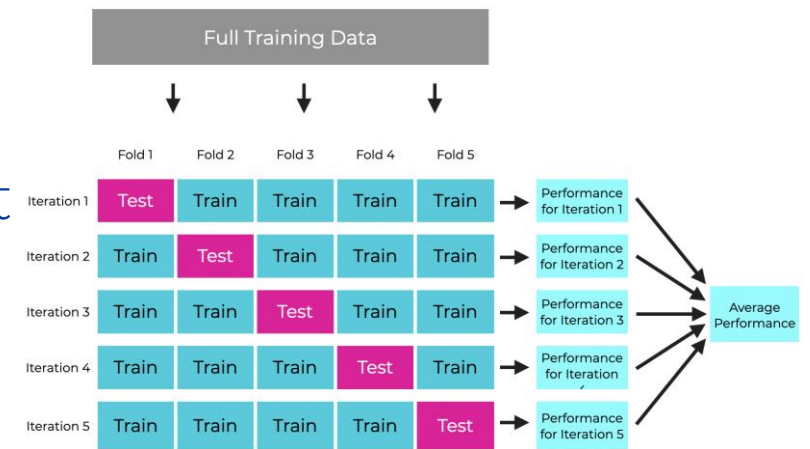 Full Training Data
Fold 1 Fold 2 Fold 3 Fold 4 Fold 5
Iteration 1 Test Train Train Train Train Performance
for Iteration 1
Iteration 2 Train Test Train Train Train Performance
for Iteration 2
Iteration 3 Train Train Test Train Train Performance
for Iteration 3
Average
Performance
Iteration 4 Train Train Train Test Train Performance
for Iteration
Iteration 5 Train Train Train Train Test Performance
for Iteration 5